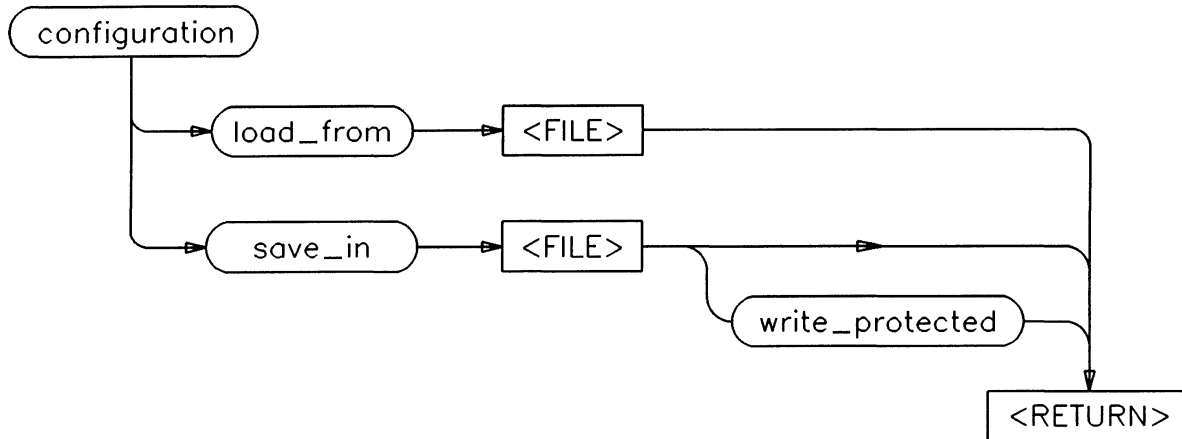 configuration
load_from
<FILE>
save_in
<FILE>
write_protected
<RETURN>